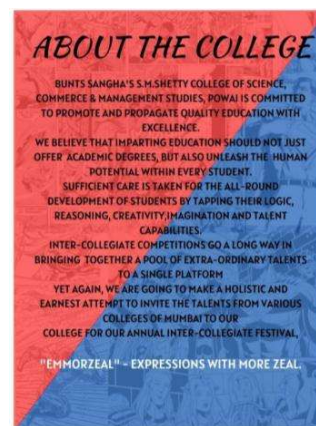 ABOUT THE COLLEGE
BUNTS SANGHA'S S.M.SHETTY COLLEGE OF SCIENCE,
COMMERCE & MANAGEMENT STUDIES, POWAI IS COMMITTED
TO PROMOTE AND PROPAGATE QUALITY EDUCATION WITH
EXCELLENCE.
WE BELIEVE THAT IMPARTING EDUCATION SHOULD NOT JUST
OFFER ACADEMIC DEGREES, BUT ALSO UNLEASH THE HUMAN
POTENTIAL WITHIN EVERY STUDENT.
SUFFICIENT CARE IS TAKEN FOR THE ALL-ROUND
DEVELOPMENT OF STUDENTS BY TAPPING THEIR LOGIC,
REASONING, CREATIVITY,IMAGINATION AND TALENT
CAPABILITIES.
INTER-COLLEGIATE COMPETITIONS GO A LONG WAY IN
BRINGING TOGETHER A POOL OF EXTRA-ORDINARY TALENTS
TO A SINGLE PLATFORM
YET AGAIN, WE ARE GOING TO MAKE A HOLISTIC AND
EARNEST ATTEMPT TO INVITE THE TALENTS FROM VARIOUS
COLLEGES OF MUMBAI TO OUR
COLLEGE FOR OUR ANNUAL INTER-COLLEGIATE FESTIVAL,
"EMMORZEAL" - EXPRESSIONS WITH MORE ZEAL.